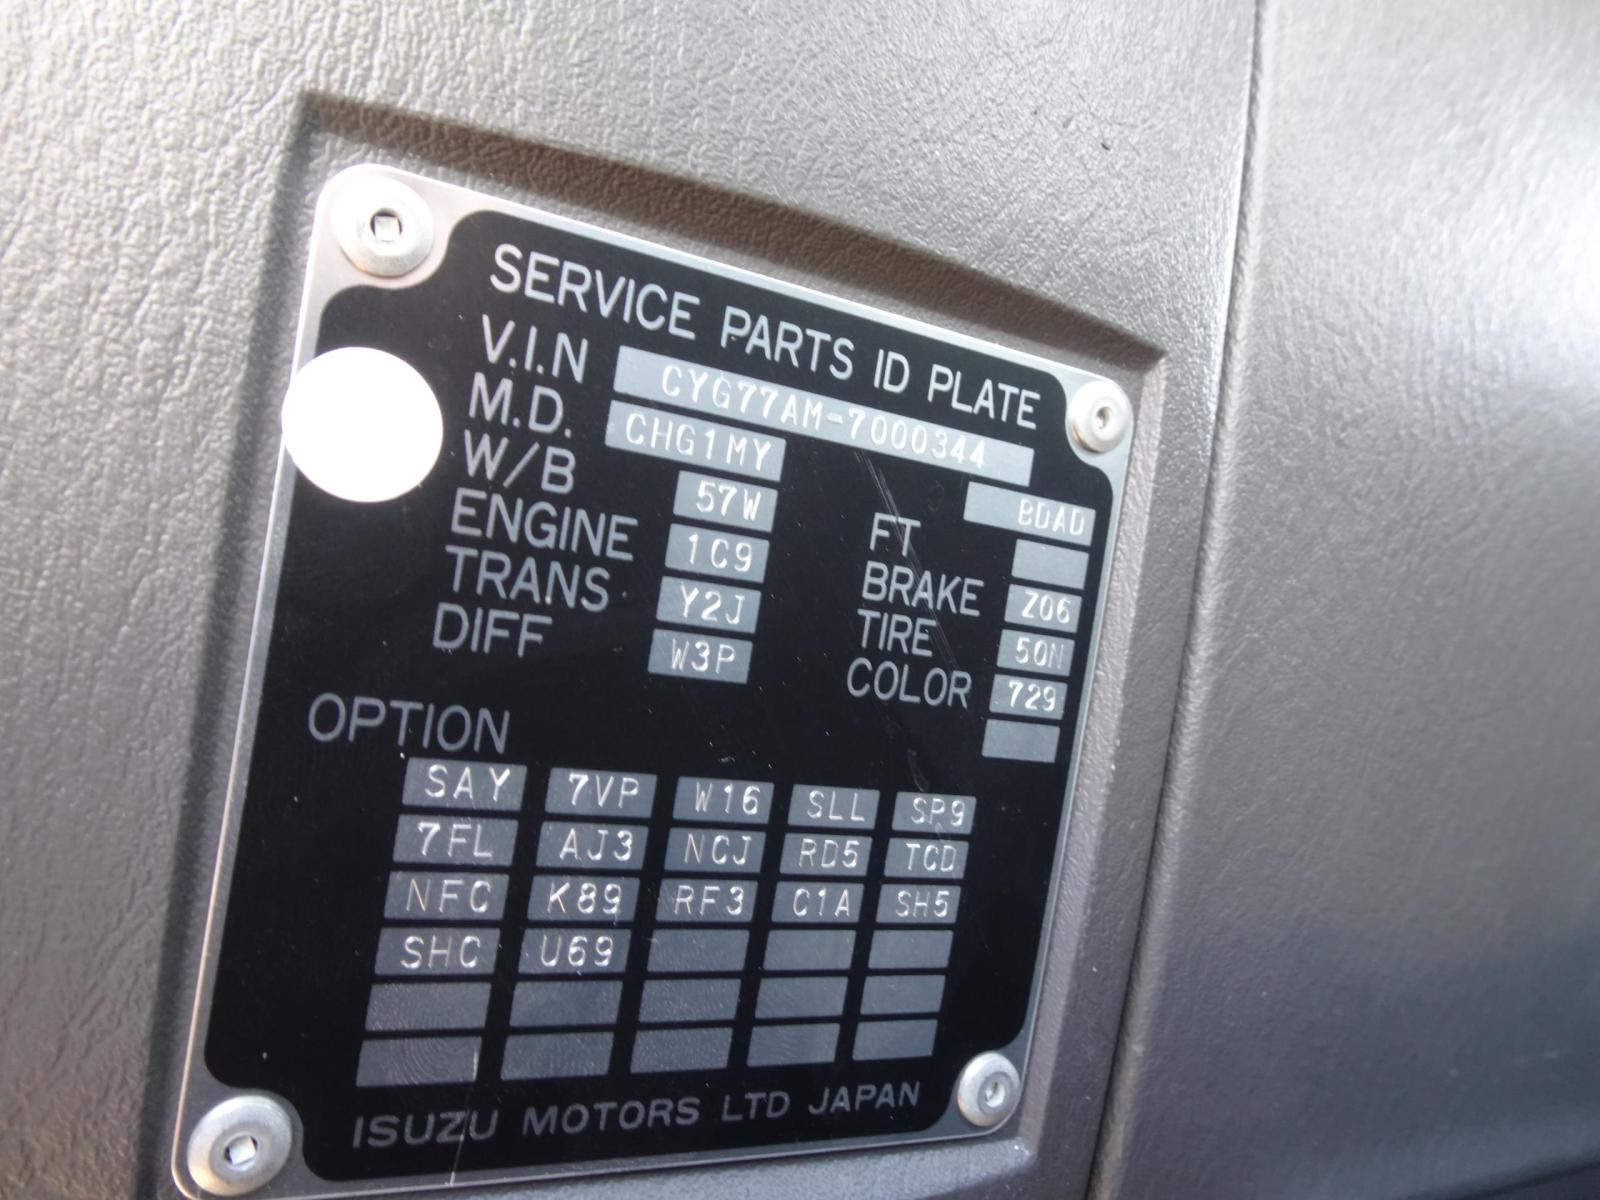 SERVICE PARTS ID PLATE
V.I.N CYG77AM-7000344
M.D. CHG1MY BDAD
W/B 57W FT
ENGINE 1C9 BRAKE Z06
TRANS Y2J TIRE 50N
DIFF W3P COLOR 729
OPTION
SAY 7VP W16 SLL SP9
7FL AJ3 NCJ RD5 TCD
NFC K89 RF3 C1A SH5
SHC U69
ISUZU MOTORS LTD JAPAN